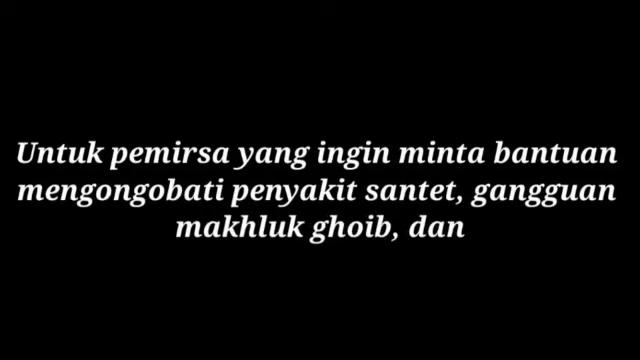 Untuk pemirsa yang ingin minta bantuan
mengongobati penyakit santet, gangguan
makhluk ghoib, dan